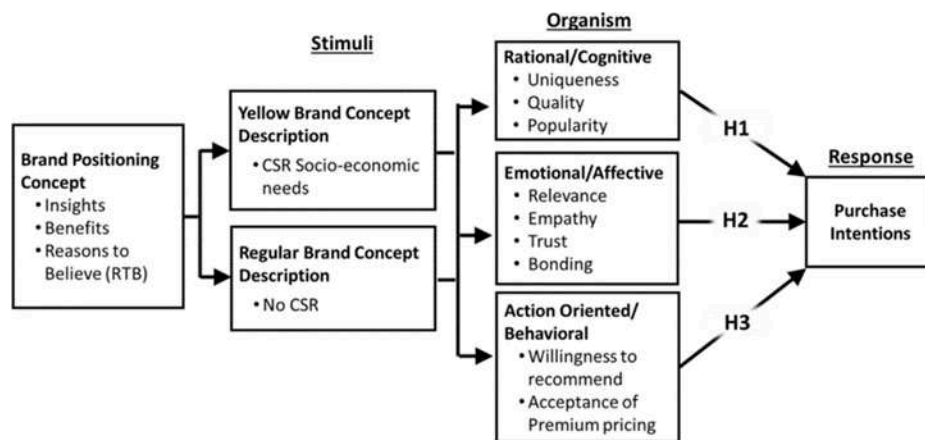 Stimuli
Organism
Response
Brand Positioning
Concept
• Insights
• Benefits
• Reasons to
Believe (RTB)
Yellow Brand Concept
Description
• CSR Socio-economic
needs
Regular Brand Concept
Description
• No CSR
Rational/Cognitive
• Uniqueness
• Quality
• Popularity
Emotional/Affective
• Relevance
• Empathy
• Trust
• Bonding
Action Oriented/
Behavioral
• Willingness to
recommend
• Acceptance of
Premium pricing
H1
H2
H3
Purchase
Intentions